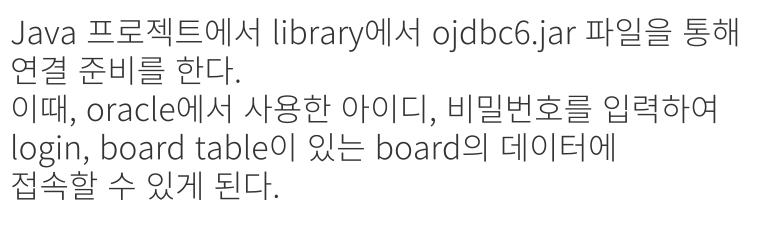 Java 프로젝트에서 library에서 ojdbc6.jar 파일을 통해
연결 준비를 한다.
이때, oracle에서 사용한 아이디, 비밀번호를 입력하여
login, board table이 있는 board의 데이터에
접속할 수 있게 된다.